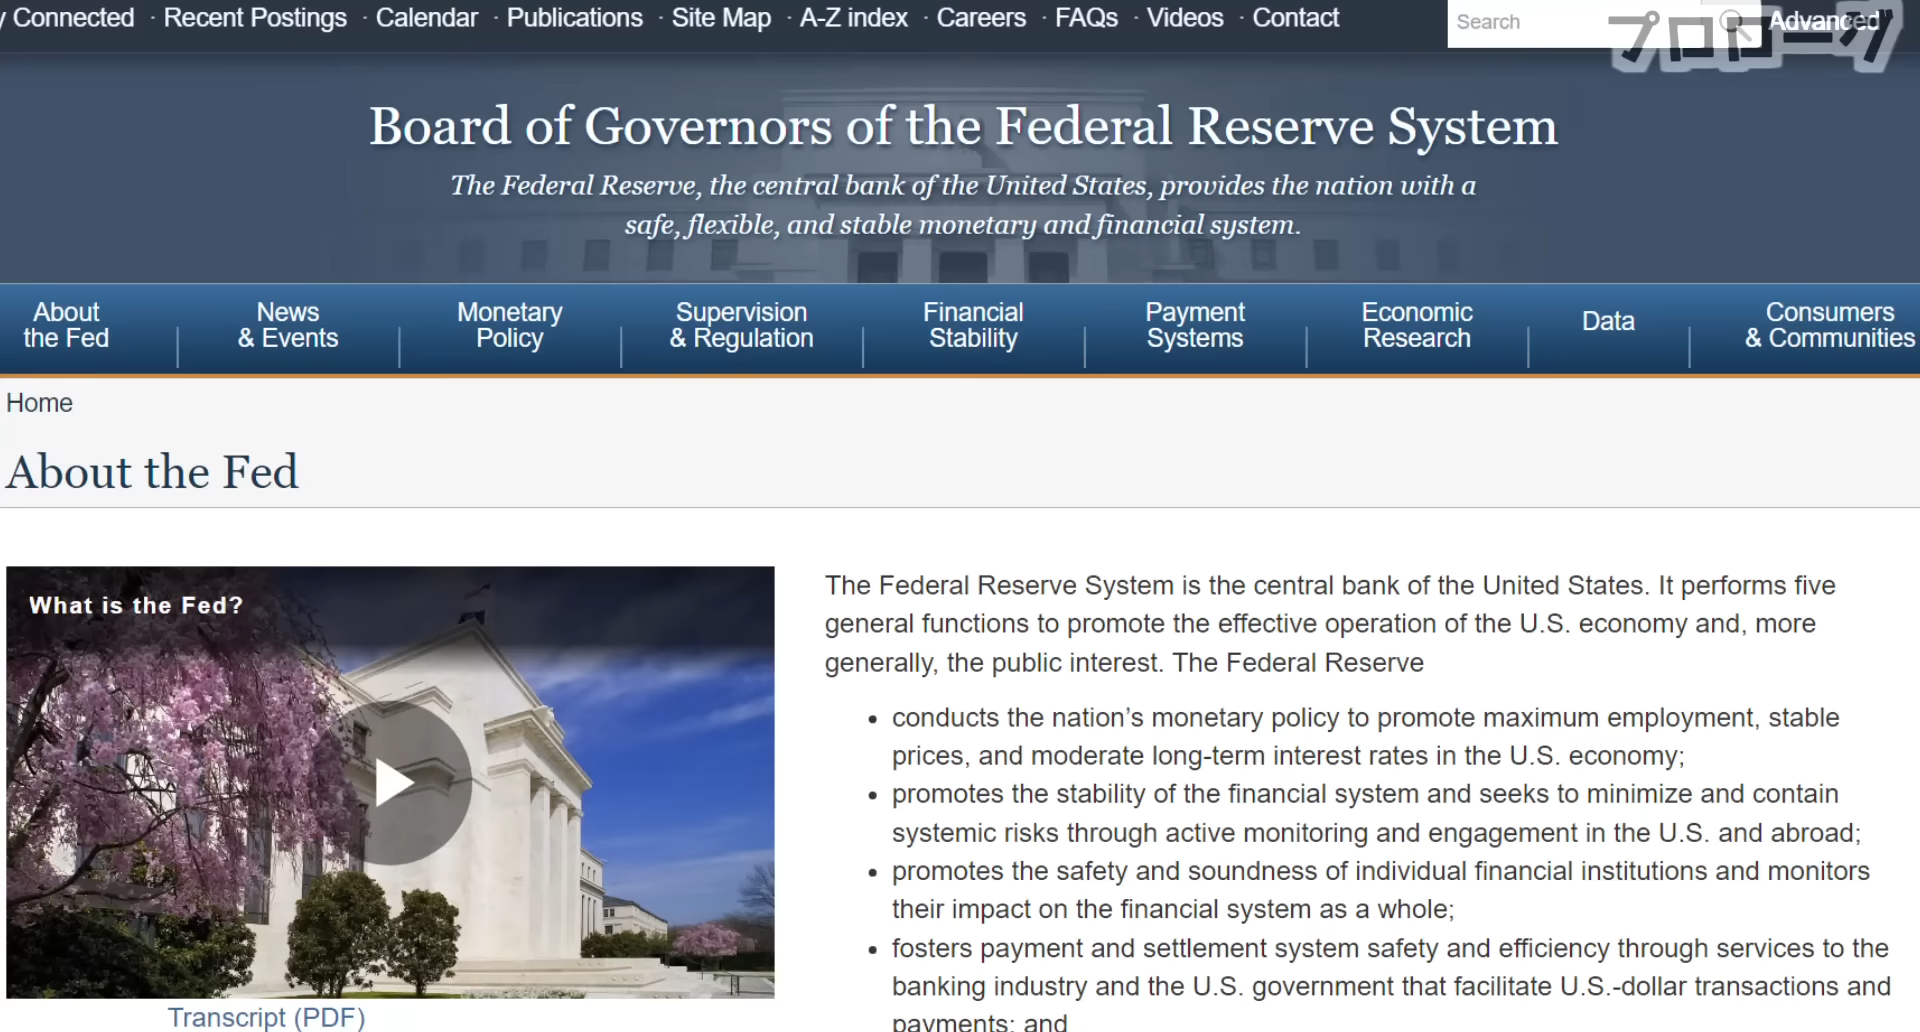 Connected · Recent Postings · Calendar · Publications · Site Map · A-Z index · Careers · FAQs · Videos · Contact
Search
Advanced
プロローグ
Board of Governors of the Federal Reserve System
The Federal Reserve, the central bank of the United States, provides the nation with a
safe, flexible, and stable monetary and financial system.
About
the Fed
News
& Events
Monetary
Policy
Supervision
& Regulation
Financial
Stability
Payment
Systems
Economic
Research
Data
Consumers
& Communities
Home
About the Fed
What is the Fed?
Transcript (PDF)
The Federal Reserve System is the central bank of the United States. It performs five
general functions to promote the effective operation of the U.S. economy and, more
generally, the public interest. The Federal Reserve
• conducts the nation’s monetary policy to promote maximum employment, stable
prices, and moderate long-term interest rates in the U.S. economy;
• promotes the stability of the financial system and seeks to minimize and contain
systemic risks through active monitoring and engagement in the U.S. and abroad;
• promotes the safety and soundness of individual financial institutions and monitors
their impact on the financial system as a whole;
• fosters payment and settlement system safety and efficiency through services to the
banking industry and the U.S. government that facilitate U.S.-dollar transactions and
payments; and